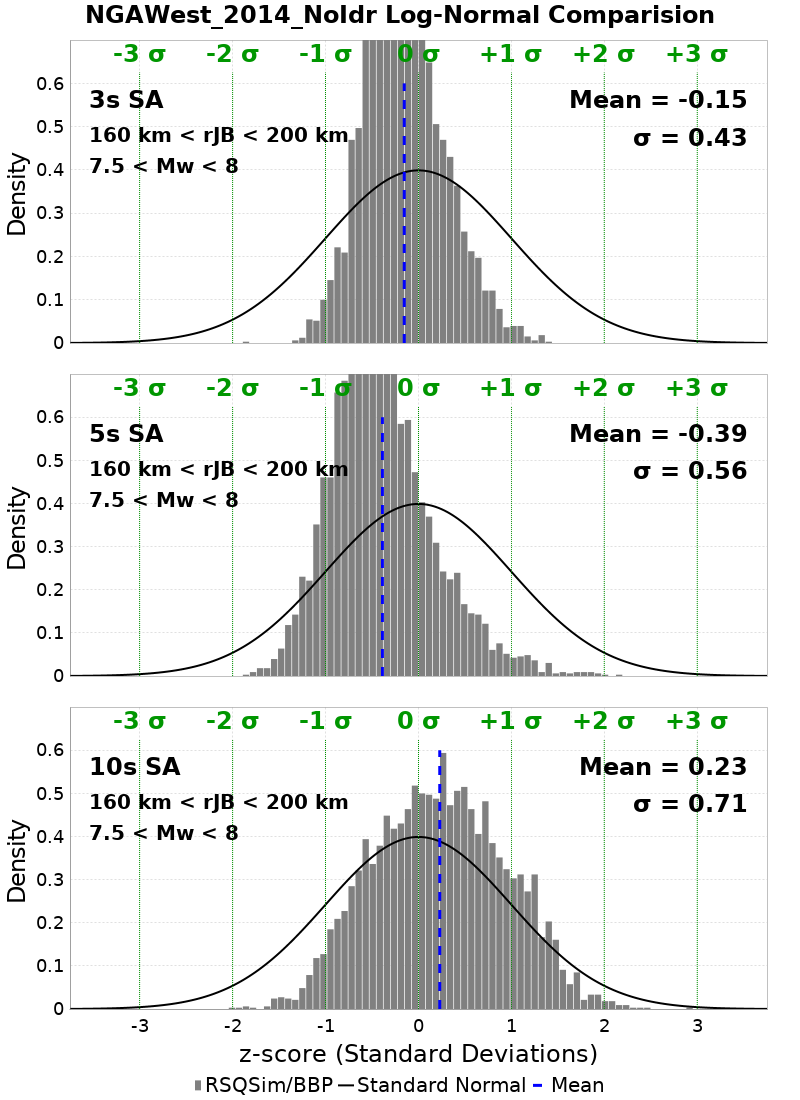 NGAWest_2014_NoIdr Log-Normal Comparision
-3 σ -2 σ -1 σ 0 σ +1 σ +2 σ +3 σ
3s SA
160 km < rJB < 200 km
7.5 < Mw < 8
Mean = -0.15
σ = 0.43
Density
0.6
0.5
0.4
0.3
0.2
0.1
0
-3 σ -2 σ -1 σ 0 σ +1 σ +2 σ +3 σ
5s SA
160 km < rJB < 200 km
7.5 < Mw < 8
Mean = -0.39
σ = 0.56
Density
0.6
0.5
0.4
0.3
0.2
0.1
0
-3 σ -2 σ -1 σ 0 σ +1 σ +2 σ +3 σ
10s SA
160 km < rJB < 200 km
7.5 < Mw < 8
Mean = 0.23
σ = 0.71
Density
0.6
0.5
0.4
0.3
0.2
0.1
0
-3 -2 -1 0 1 2 3
z-score (Standard Deviations)
RSQSim/BBP Standard Normal Mean